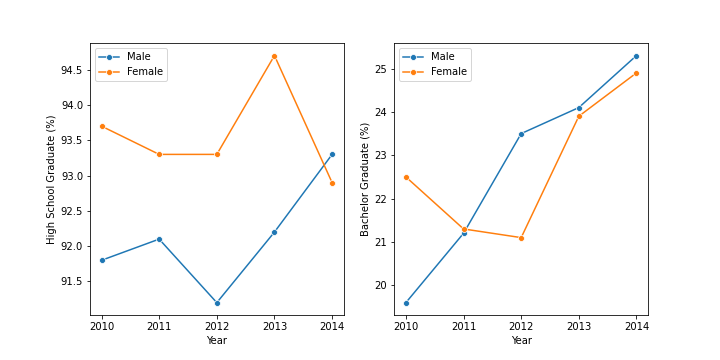 Male
Female
High School Graduate (%)
94.5
94.0
93.5
93.0
92.5
92.0
91.5
2010 2011 2012 2013 2014
Year
Male
Female
Bachelor Graduate (%)
25
24
23
22
21
20
2010 2011 2012 2013 2014
Year